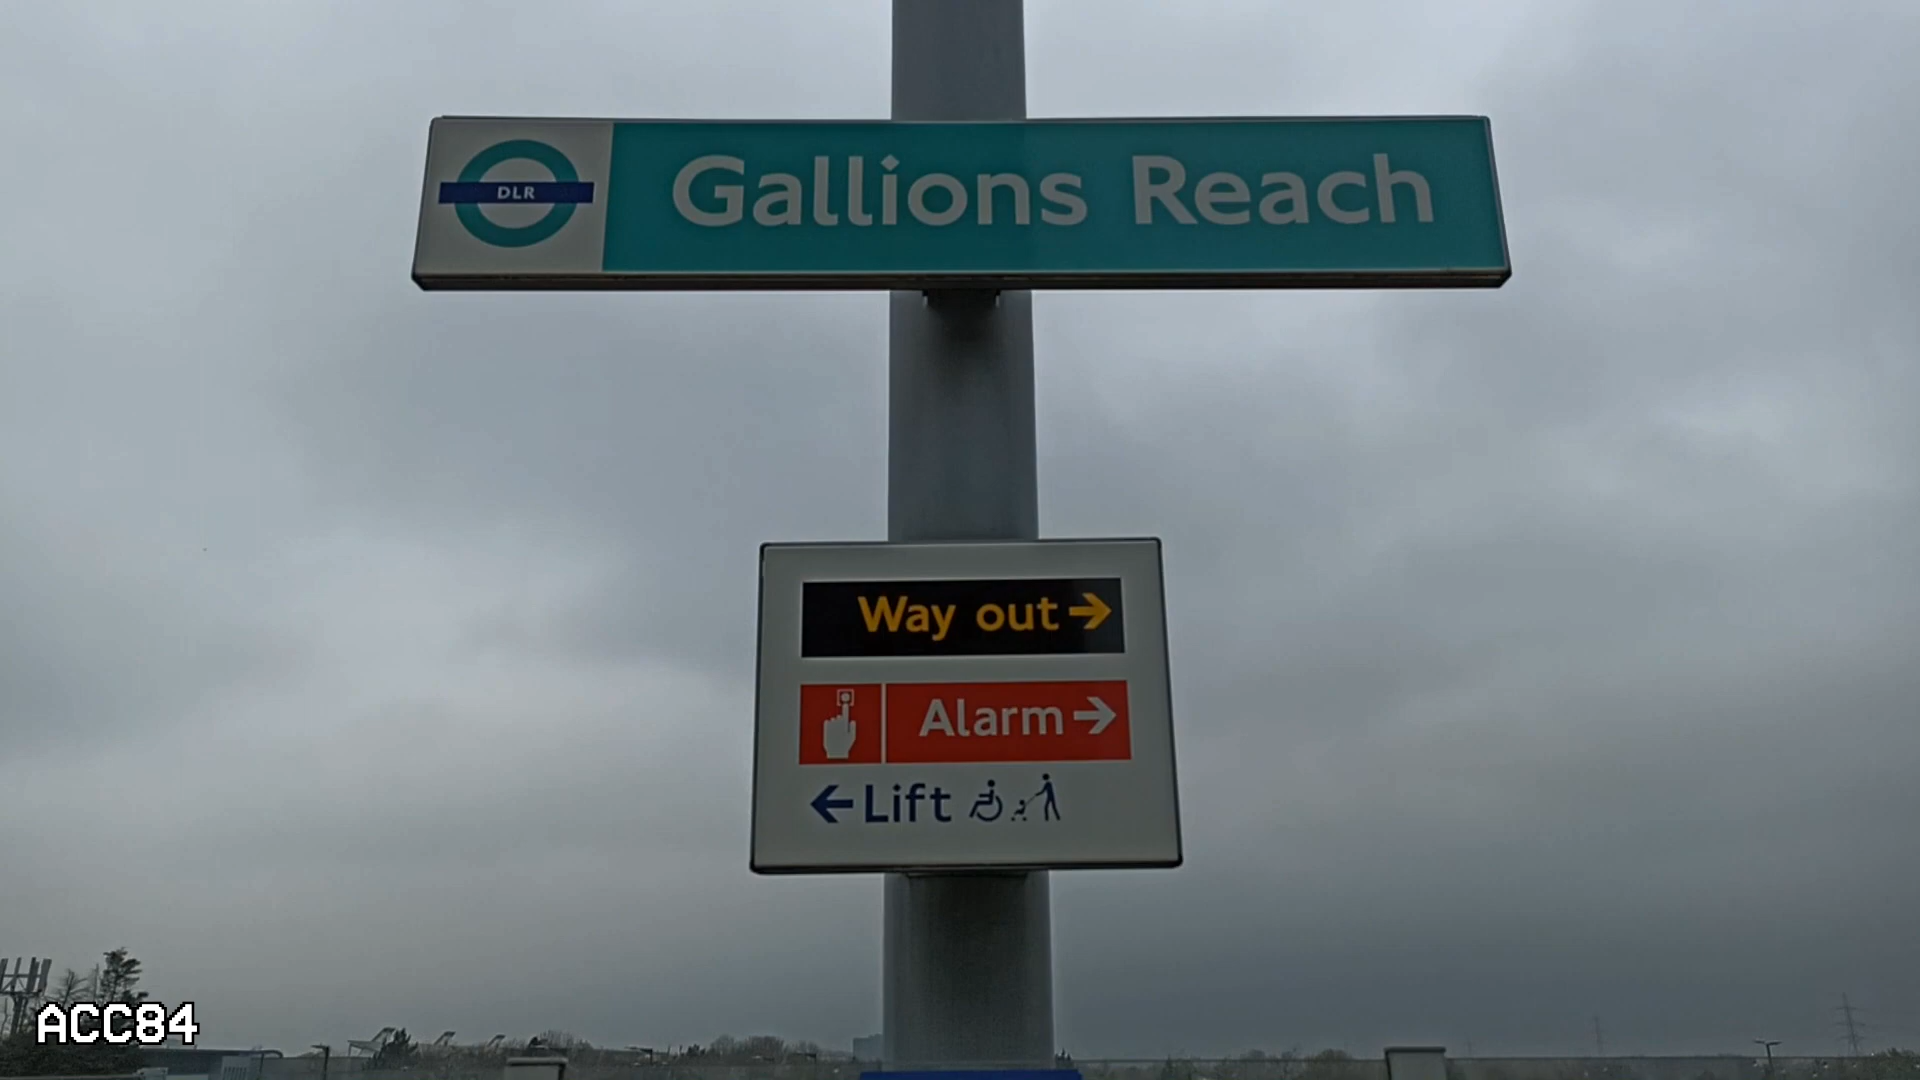 DLR
Gallions Reach
Way out →
Alarm →
← Lift
ACC84